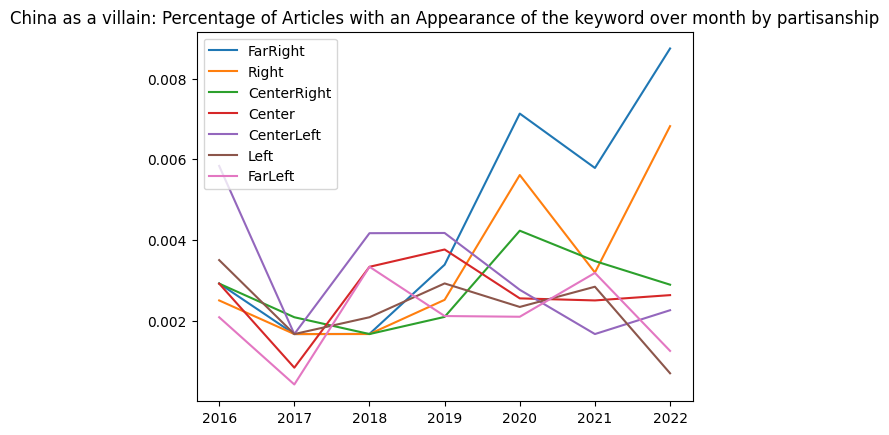 China as a villain: Percentage of Articles with an Appearance of the keyword over month by partisanship
FarRight
Right
CenterRight
Center
CenterLeft
Left
FarLeft
0.008
0.006
0.004
0.002
2016 2017 2018 2019 2020 2021 2022